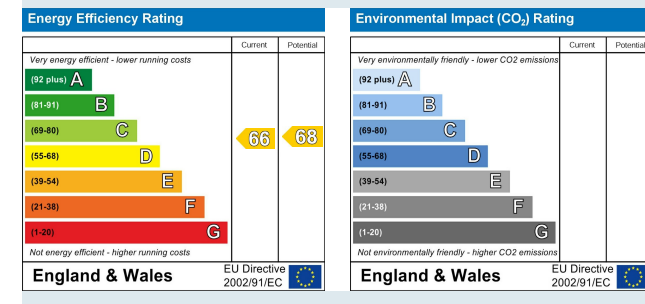 Energy Efficiency Rating
Current Potential
Very energy efficient - lower running costs
(92 plus) A
(81-91) B
(69-80) C
(55-68) D
(39-54) E
(21-38) F
(1-20) G
66 68
Not energy efficient - higher running costs
England & Wales
EU Directive
2002/91/EC
Environmental Impact (CO₂) Rating
Current Potential
Very environmentally friendly - lower CO2 emissions
(92 plus) A
(81-91) B
(69-80) C
(55-68) D
(39-54) E
(21-38) F
(1-20) G
Not environmentally friendly - higher CO2 emissions
England & Wales
EU Directive
2002/91/EC